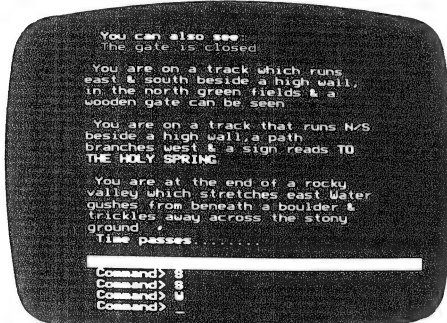 You can also see:
The gate is closed
You are on a track which runs
east & south beside a high wall,
in the north green fields & a
wooden gate can be seen
You are on a track that runs N/S
beside a high wall,a path
branches west & a sign reads TO
THE HOLY SPRING
You are at the end of a rocky
valley which stretches east.Water
gushes from beneath a boulder &
trickles away across the stony
ground
Time passes........
Command> S
Command> S
Command> W
Command> _